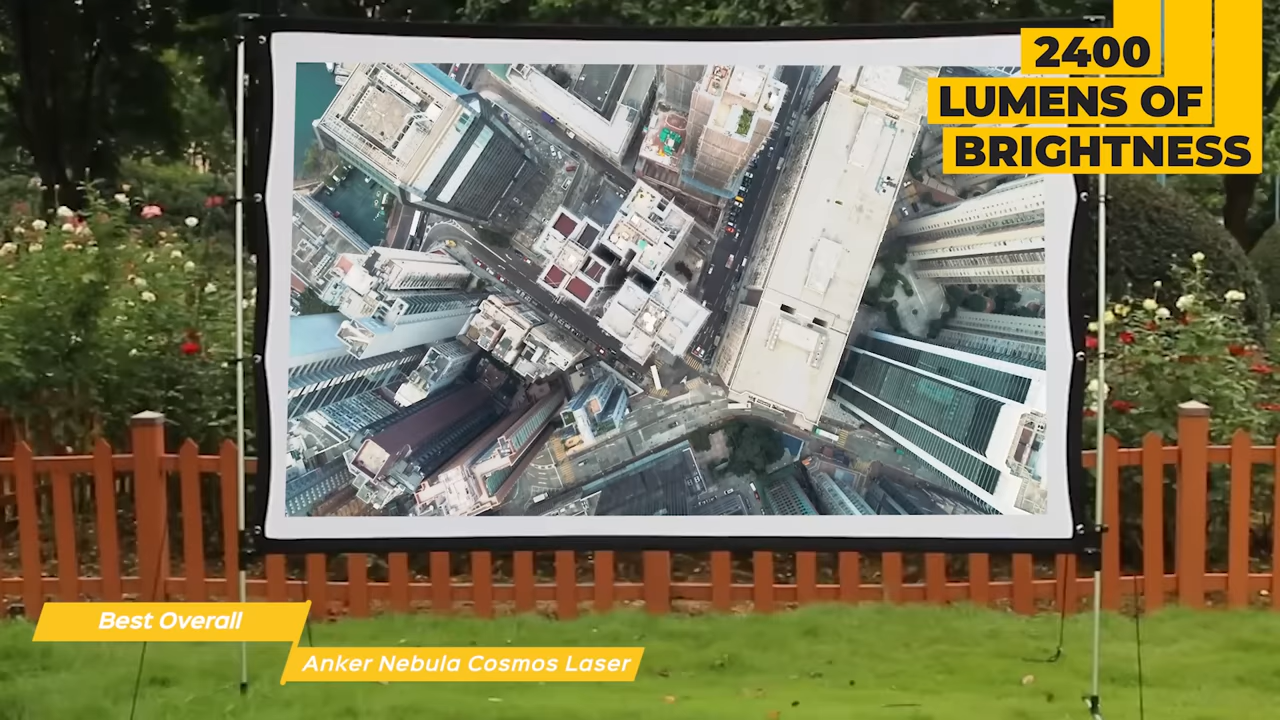 2400
LUMENS OF
BRIGHTNESS
Best Overall
Anker Nebula Cosmos Laser